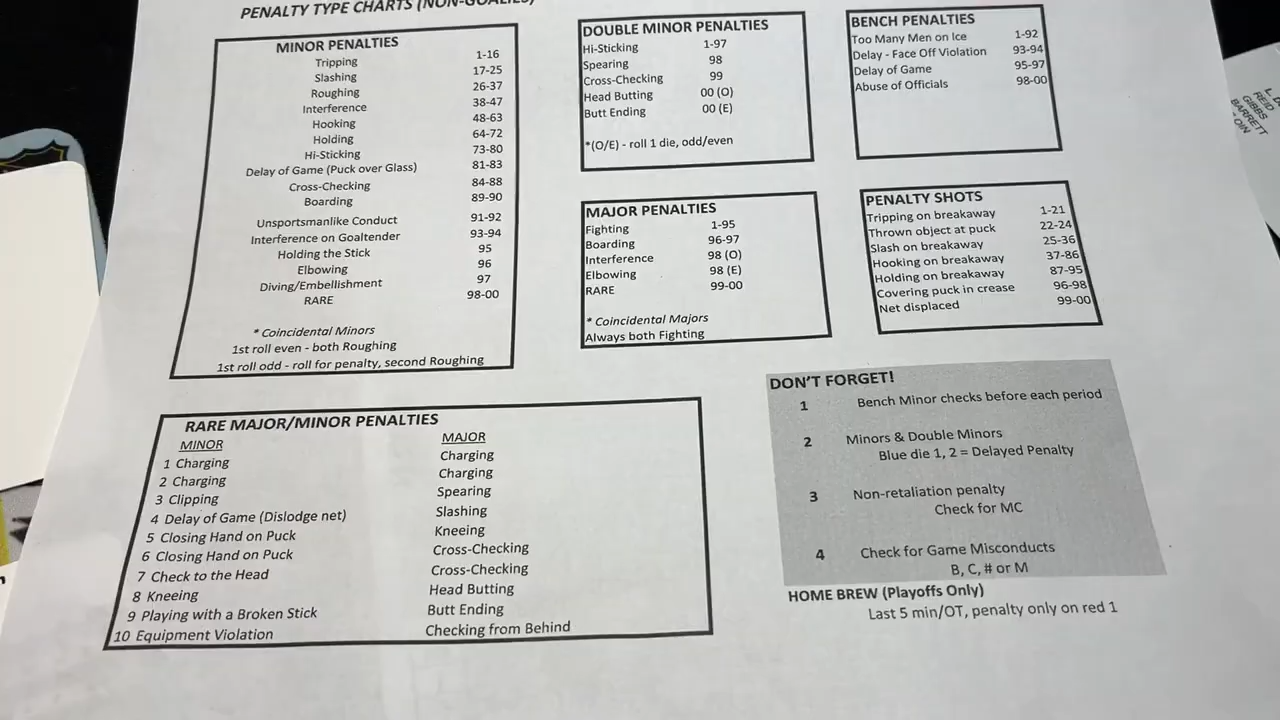 PENALTY TYPE CHARTS (NON-GOALIES)
MINOR PENALTIES
Tripping 1-16
Slashing 17-25
Roughing 26-37
Interference 38-47
Hooking 48-63
Holding 64-72
Hi-Sticking 73-80
Delay of Game (Puck over Glass) 81-83
Cross-Checking 84-88
Boarding 89-90
Unsportsmanlike Conduct 91-92
Interference on Goaltender 93-94
Holding the Stick 95
Elbowing 96
Diving/Embellishment 97
RARE 98-00
* Coincidental Minors
1st roll even - both Roughing
1st roll odd - roll for penalty, second Roughing
DOUBLE MINOR PENALTIES
Hi-Sticking 1-97
Spearing 98
Cross-Checking 99
Head Butting 00 (O)
Butt Ending 00 (E)
*(O/E) - roll 1 die, odd/even
BENCH PENALTIES
Too Many Men on Ice 1-92
Delay - Face Off Violation 93-94
Delay of Game 95-97
Abuse of Officials 98-00
MAJOR PENALTIES
Fighting 1-95
Boarding 96-97
Interference 98 (O)
Elbowing 98 (E)
RARE 99-00
* Coincidental Majors
Always both Fighting
PENALTY SHOTS
Tripping on breakaway 1-21
Thrown object at puck 22-24
Slash on breakaway 25-36
Hooking on breakaway 37-86
Holding on breakaway 87-95
Covering puck in crease 96-98
Net displaced 99-00
RARE MAJOR/MINOR PENALTIES
MINOR MAJOR
1 Charging Charging
2 Charging Charging
3 Clipping Spearing
4 Delay of Game (Dislodge net) Slashing
5 Closing Hand on Puck Kneeing
6 Closing Hand on Puck Cross-Checking
7 Check to the Head Cross-Checking
8 Kneeing Head Butting
9 Playing with a Broken Stick Butt Ending
10 Equipment Violation Checking from Behind
DON'T FORGET!
1 Bench Minor checks before each period
2 Minors & Double Minors
Blue die 1, 2 = Delayed Penalty
3 Non-retaliation penalty
Check for MC
4 Check for Game Misconducts
B, C, # or M
HOME BREW (Playoffs Only)
Last 5 min/OT, penalty only on red 1
REID
GIBBS
BARRETT